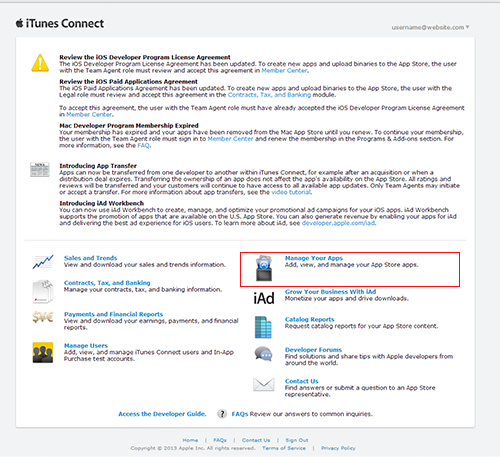 iTunes Connect
username@website.com
Review the iOS Developer Program License Agreement
The iOS Developer Program License Agreement has been updated. To create new apps and upload binaries to the App Store, the user with
the Team Agent role must review and accept this agreement in Member Center.
Review the iOS Paid Applications Agreement
The iOS Paid Applications Agreement has been updated. To create new apps and upload binaries to the App Store, the user with the
Legal role must review and accept this agreement in the Contracts, Tax, and Banking module.
To accept this agreement, the user with the Team Agent role must have already accepted the iOS Developer Program License Agreement
in Member Center.
Mac Developer Program Membership Expired
Your membership has expired and your apps have been removed from the Mac App Store until you renew. To continue your membership,
the user with the Team Agent role must sign in to Member Center and renew the membership in the Programs & Add-ons section. For
more information, see the FAQ.
Introducing App Transfer
Apps can now be transferred from one developer to another within iTunes Connect, for example after an acquisition or when a
distribution deal expires. Transferring the ownership of an app does not affect the app's availability on the App Store. All ratings and
reviews will be transferred and your customers will continue to have access to all available app updates. Only Team Agents may initiate
or accept a transfer. For more information about app transfers, see the video tutorial.
Introducing iAd Workbench
You can now use iAd Workbench to create, manage, and optimize your promotional ad campaigns for your iOS apps. iAd Workbench
supports the promotion of apps that are available on the U.S. App Store. You can also generate revenue by enabling your apps for iAd
and delivering the best ad experience for iOS users. To learn more about iAd, see developer.apple.com/iad.
Sales and Trends
View and download your sales and trends information.
Contracts, Tax, and Banking
Manage your contracts, tax, and banking information.
Payments and Financial Reports
View and download your earnings, payments, and financial
reports.
Manage Users
Add, view, and manage iTunes Connect users and In-App
Purchase test accounts.
Manage Your Apps
Add, view, and manage your App Store apps.
iAd
Grow Your Business With iAd
Monetize your apps and drive downloads.
Catalog Reports
Request catalog reports for your App Store content.
Developer Forums
Find solutions and share tips with Apple developers from
around the world.
Contact Us
Find answers or submit a question to an App Store
representative.
Access the Developer Guide. ? FAQs Review our answers to common inquiries.
Home | FAQs | Contact Us | Sign Out
Copyright © 2013 Apple Inc. All rights reserved. Terms of Service | Privacy Policy